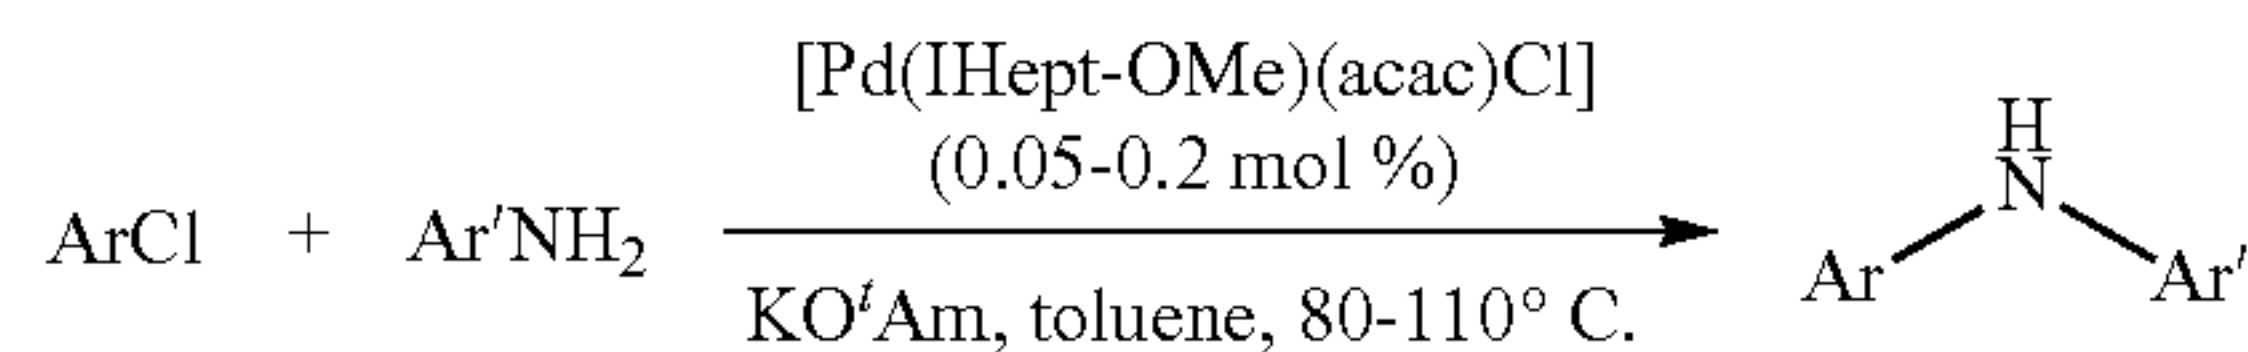 [Pd(IHept-OMe)(acac)Cl]
(0.05-0.2 mol %)
ArCl + Ar′NH₂
KOᵗAm, toluene, 80-110° C.
H
N
Ar Ar′